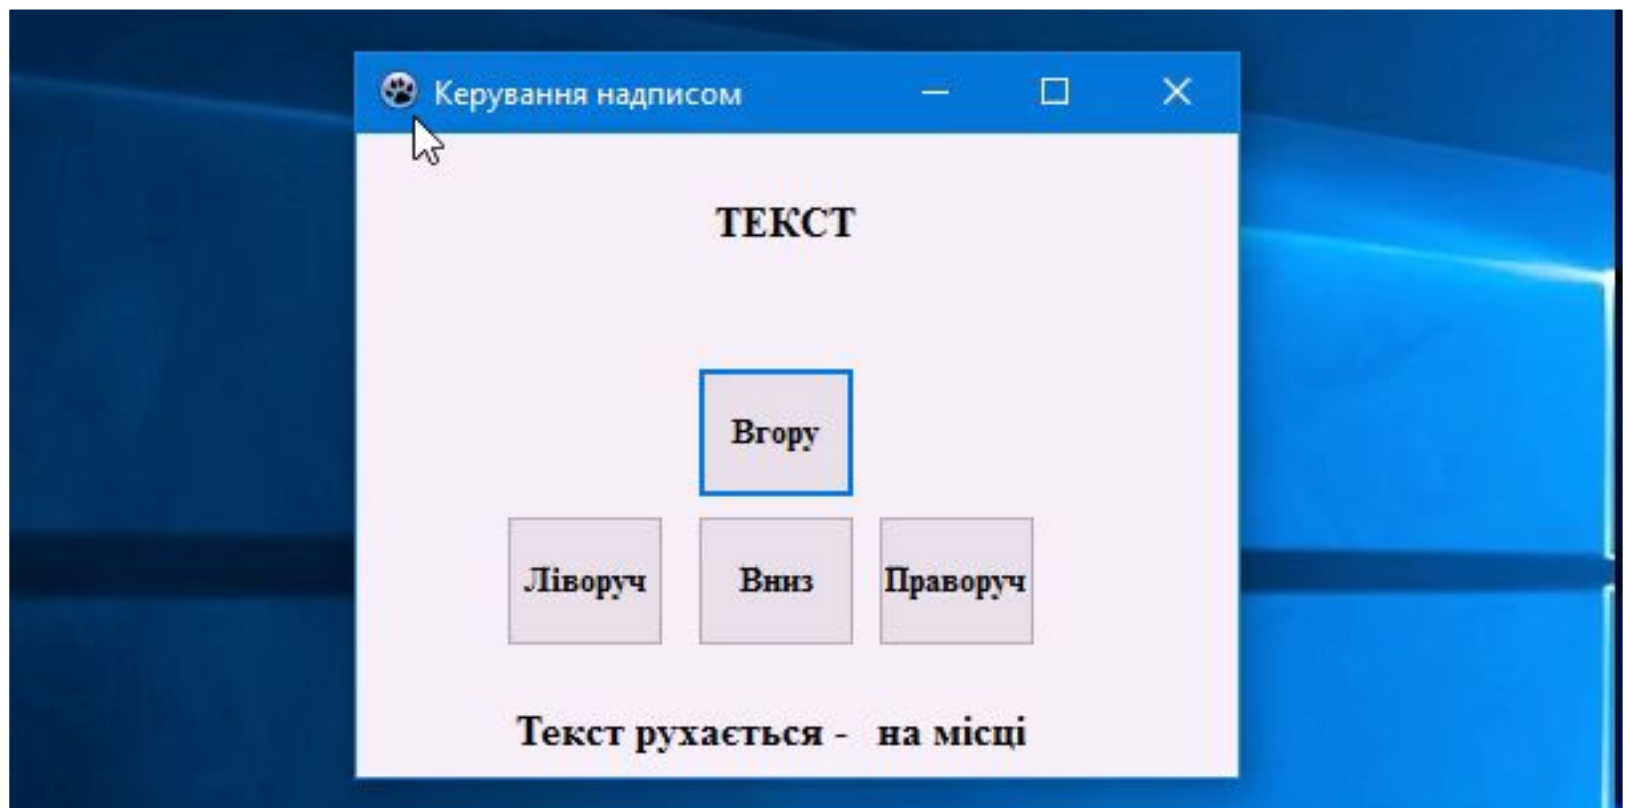 Керування надписом
ТЕКСТ
Вгору
Ліворуч Вниз Праворуч
Текст рухається - на місці